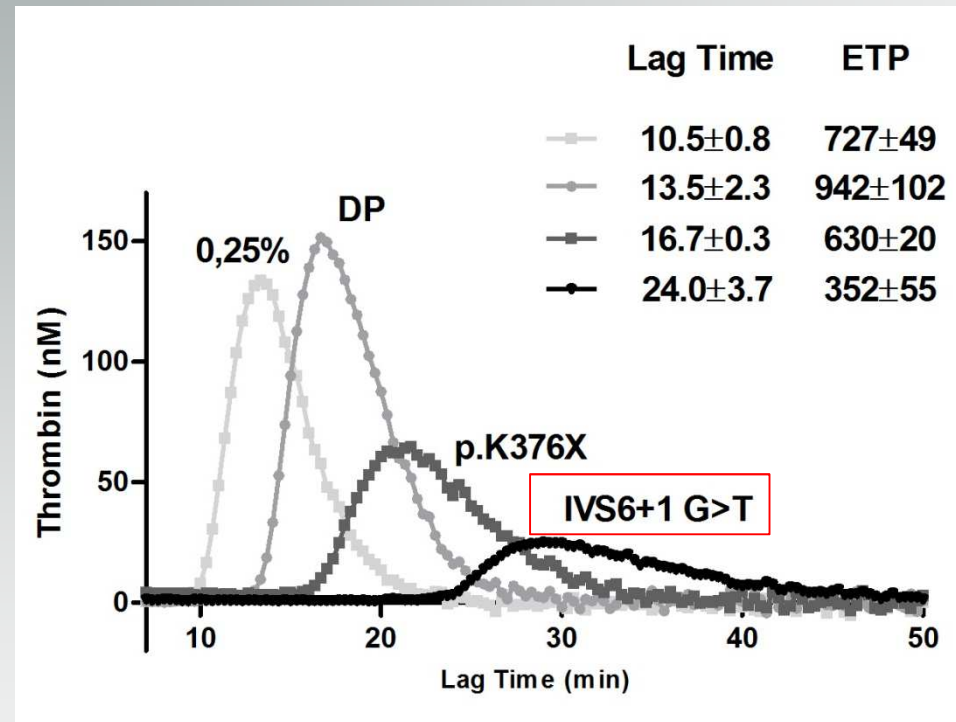 Lag Time ETP
10.5±0.8 727±49
13.5±2.3 942±102
16.7±0.3 630±20
24.0±3.7 352±55
DP
0,25%
p.K376X
IVS6+1 G>T
Thrombin (nM)
150
100
50
0
10 20 30 40 50
Lag Time (min)